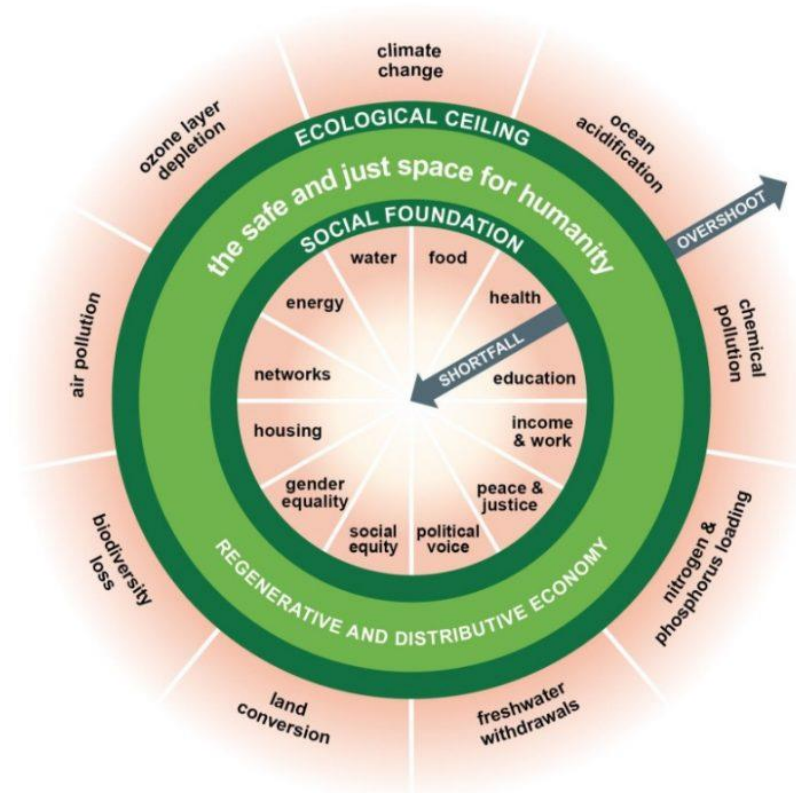 climate
change
ocean
acidification
chemical
pollution
nitrogen &
phosphorus loading
freshwater
withdrawals
land
conversion
biodiversity
loss
air pollution
ozone layer
depletion
ECOLOGICAL CEILING
the safe and just space for humanity
SOCIAL FOUNDATION
OVERSHOOT
SHORTFALL
water
food
health
education
income
& work
peace &
justice
political
voice
social
equity
gender
equality
housing
networks
energy
REGENERATIVE AND DISTRIBUTIVE ECONOMY